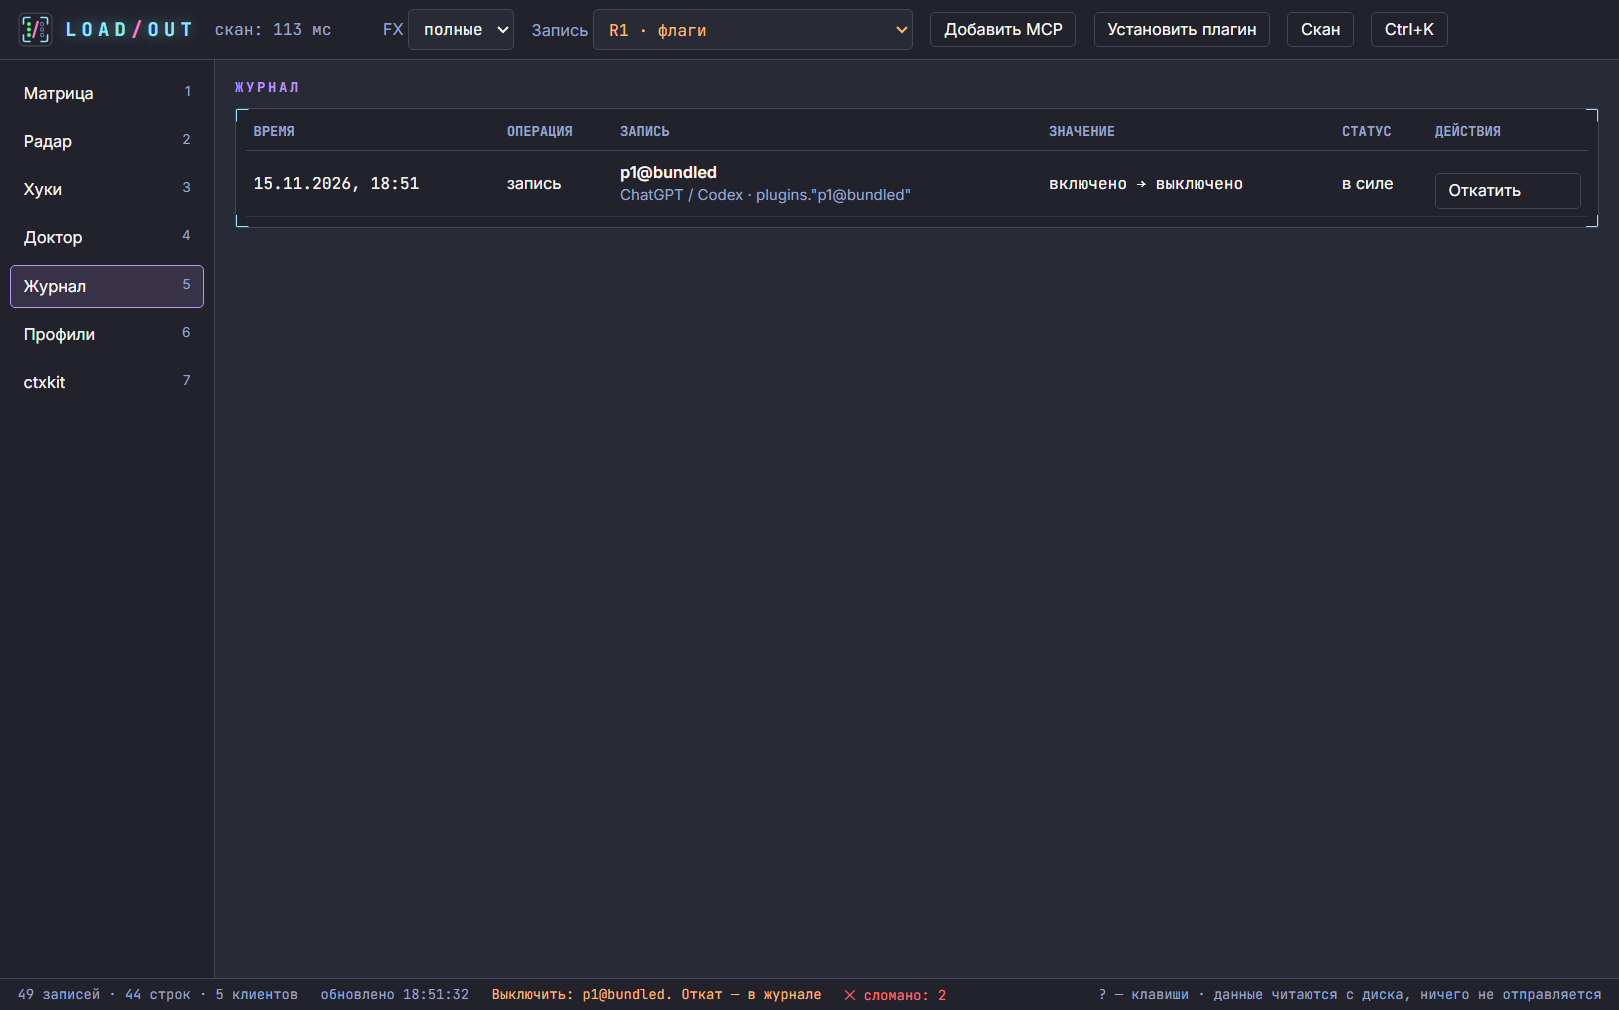 LOAD/OUT скан: 113 мс FX полные Запись R1 · флаги Добавить MCP Установить плагин Скан Ctrl+K
Матрица 1
Радар 2
Хуки 3
Доктор 4
Журнал 5
Профили 6
ctxkit 7
ЖУРНАЛ
ВРЕМЯ ОПЕРАЦИЯ ЗАПИСЬ ЗНАЧЕНИЕ СТАТУС ДЕЙСТВИЯ
15.11.2026, 18:51 запись p1@bundled включено → выключено в силе Откатить
ChatGPT / Codex · plugins."p1@bundled"
49 записей · 44 строк · 5 клиентов обновлено 18:51:32 Выключить: p1@bundled. Откат — в журнале × сломано: 2 ? — клавиши · данные читаются с диска, ничего не отправляется